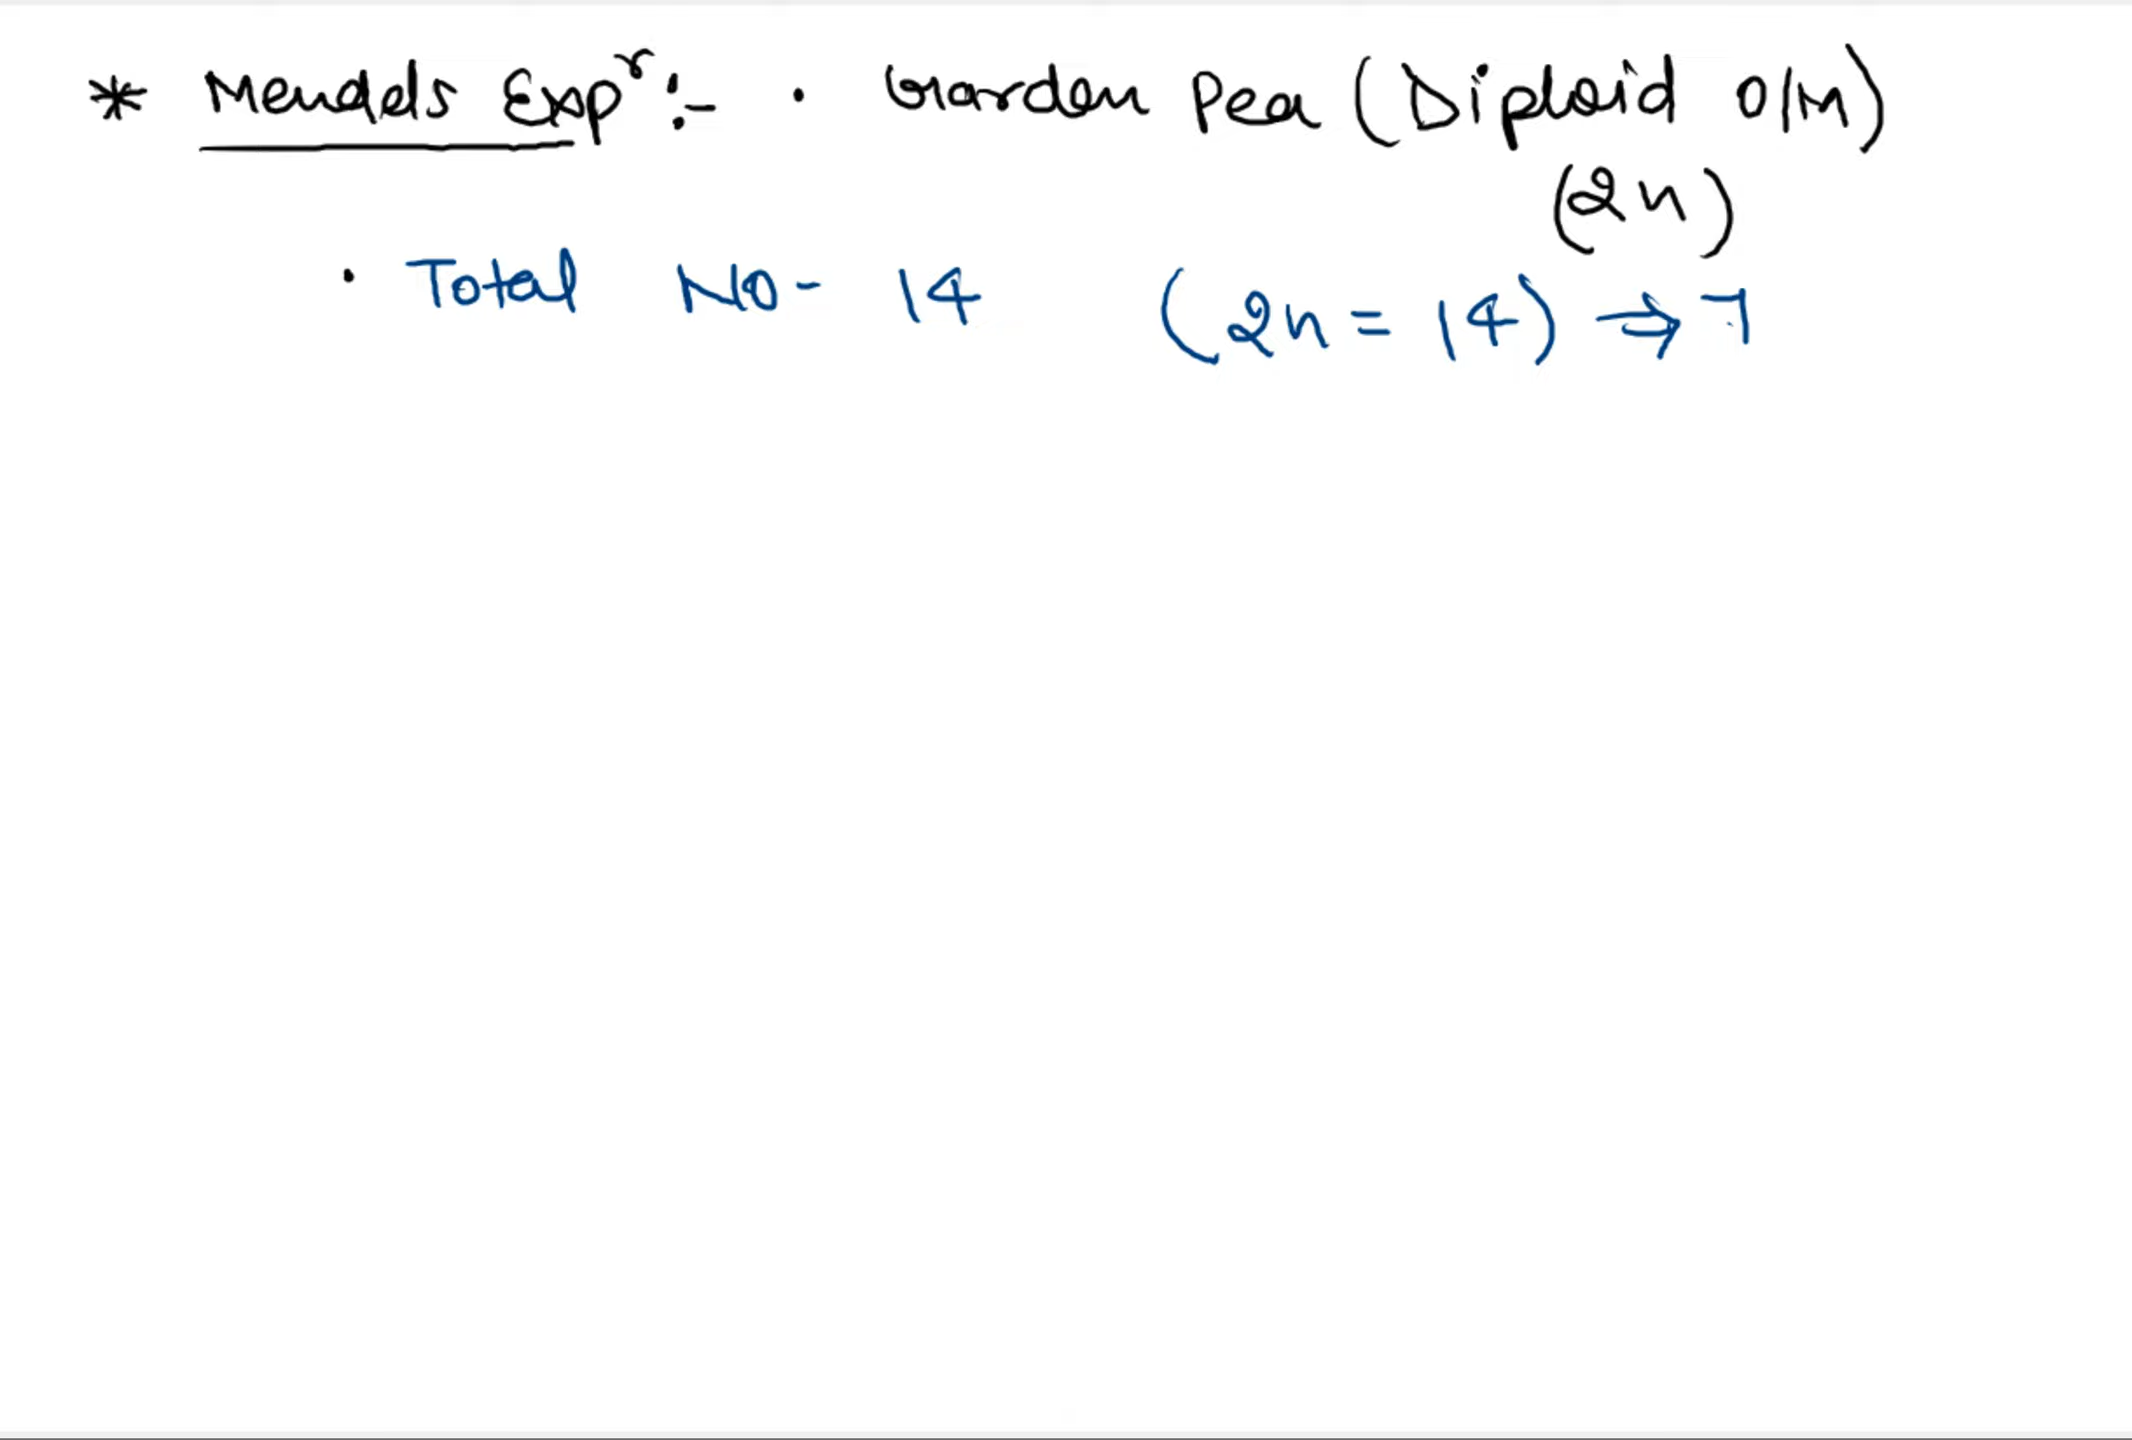 * Mendels Expr :- • Garden Pea (Diploid O/M)
(2n)
• Total No - 14 (2n = 14) → 7